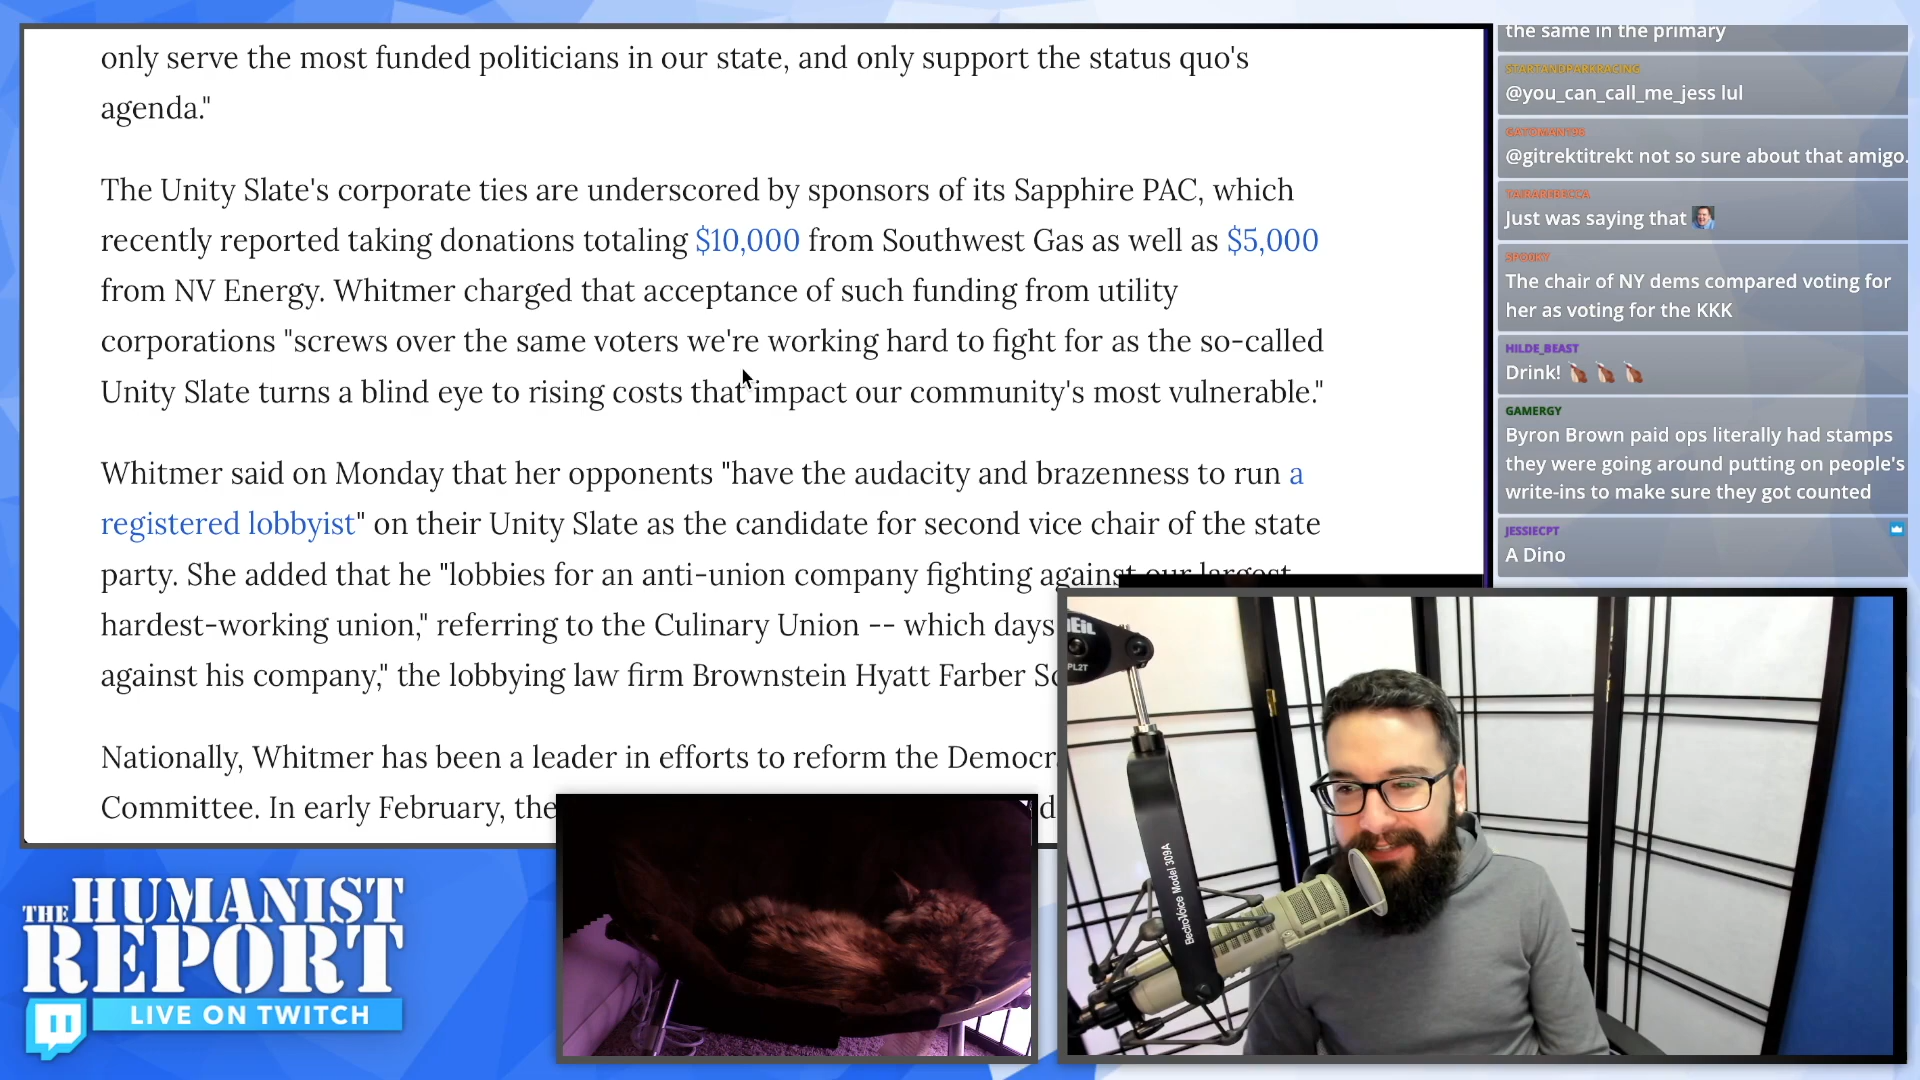 only serve the most funded politicians in our state, and only support the status quo's
agenda."
The Unity Slate's corporate ties are underscored by sponsors of its Sapphire PAC, which
recently reported taking donations totaling $10,000 from Southwest Gas as well as $5,000
from NV Energy. Whitmer charged that acceptance of such funding from utility
corporations "screws over the same voters we're working hard to fight for as the so-called
Unity Slate turns a blind eye to rising costs that impact our community's most vulnerable."
Whitmer said on Monday that her opponents "have the audacity and brazenness to run a
registered lobbyist" on their Unity Slate as the candidate for second vice chair of the state
party. She added that he "lobbies for an anti-union company fighting against our largest,
hardest-working union," referring to the Culinary Union -- which days
against his company," the lobbying law firm Brownstein Hyatt Farber
Nationally, Whitmer has been a leader in efforts to reform the
Committee. In early February, the
the same in the primary
STARTANDPARKRACING
@you_can_call_me_jess lul
@gitrektitrekt not so sure about that amigo.
TAIRAREBECCA
Just was saying that
SPOOKY
The chair of NY dems compared voting for
her as voting for the KKK
HILDE_BEAST
Drink!
GAMERGY
Byron Brown paid ops literally had stamps
they were going around putting on people's
write-ins to make sure they got counted
JESSIECPT
A Dino
THE HUMANIST
REPORT
LIVE ON TWITCH
PL2T
ElectroVoice Model 309A